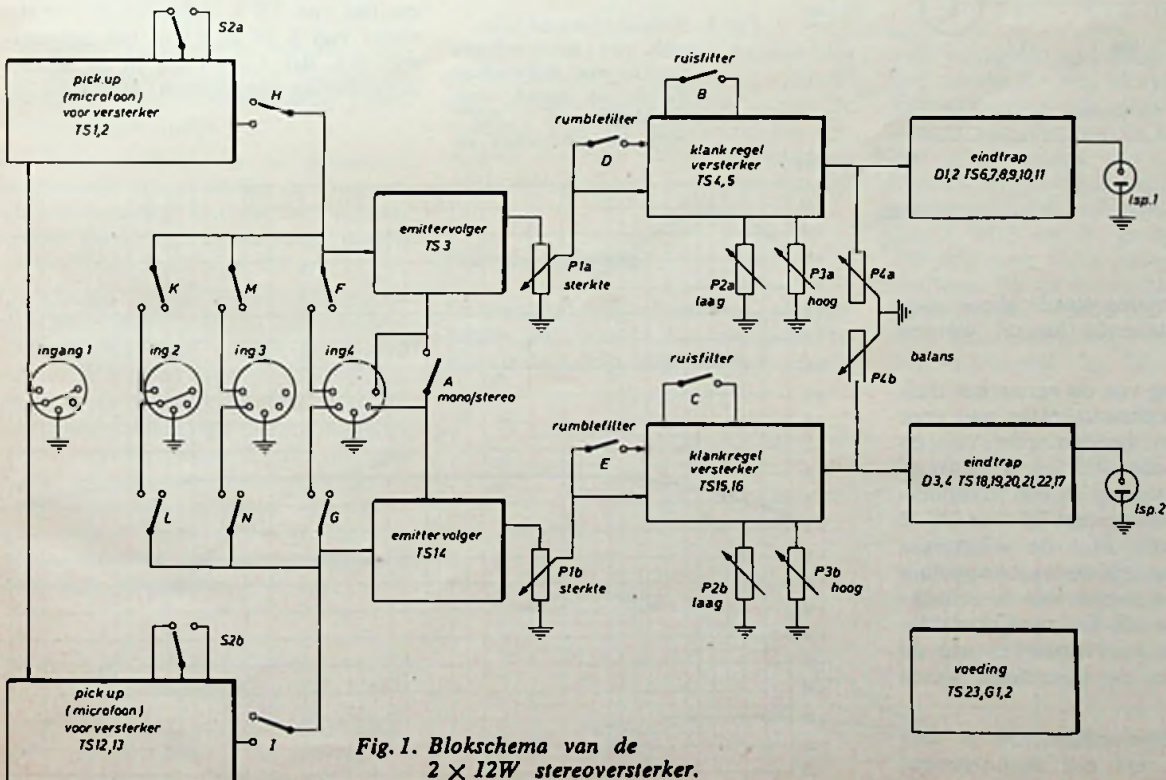 S2a
pick up
(microfoon)
voor versterker
TS1,2
H
ruisfilter
B
rumblefilter
D
klank regel
versterker
TS4,5
eindtrap
D1,2 TS6,7,8,9,10,11
lsp.1
emittervolger
TS 3
P1a
sterkte
P2a
laag
P3a
hoog
P4a
K
M
F
ingang 1
ing2
ing3
ing4
A
mono/stereo
ruisfilter
C
balans
P4b
rumblefilter
E
klankregel
versterker
TS15,16
eindtrap
D3,4 TS18,19,20,21,22,17
lsp.2
L
N
G
emittervolger
TS14
P1b
sterkte
P2b
laag
P3b
hoog
S2b
pick up
(microfoon)
voor versterker
TS12,13
I
voeding
TS23,G1,2
Fig. 1. Blokschema van de
2 × 12W stereoversterker.